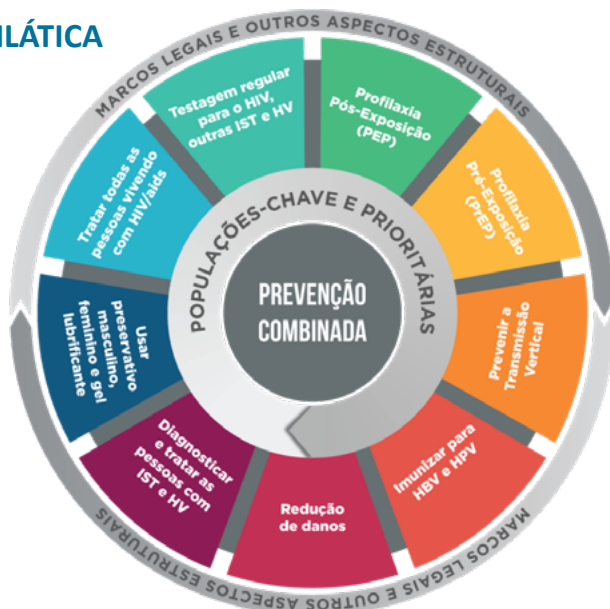 ILÁTICA
MARCOS LEGAIS E OUTROS ASPECTOS ESTRUTURAIS
Testagem regular
para o HIV,
outras IST e HV
Profilaxia
Pós-Exposição
(PEP)
Profilaxia
Pré-Exposição
(PrEP)
Prevenir a
Transmissão
Vertical
Imunizar para
HBV e HPV
Redução
de danos
Diagnosticar
e tratar as
pessoas com
IST e HV
Usar
preservativo
masculino,
feminino e gel
lubrificante
Tratar todas as
pessoas vivendo
com HIV/aids
POPULAÇÕES-CHAVE E PRIORITÁRIAS
PREVENÇÃO
COMBINADA
MARCOS LEGAIS E OUTROS ASPECTOS ESTRUTURAIS